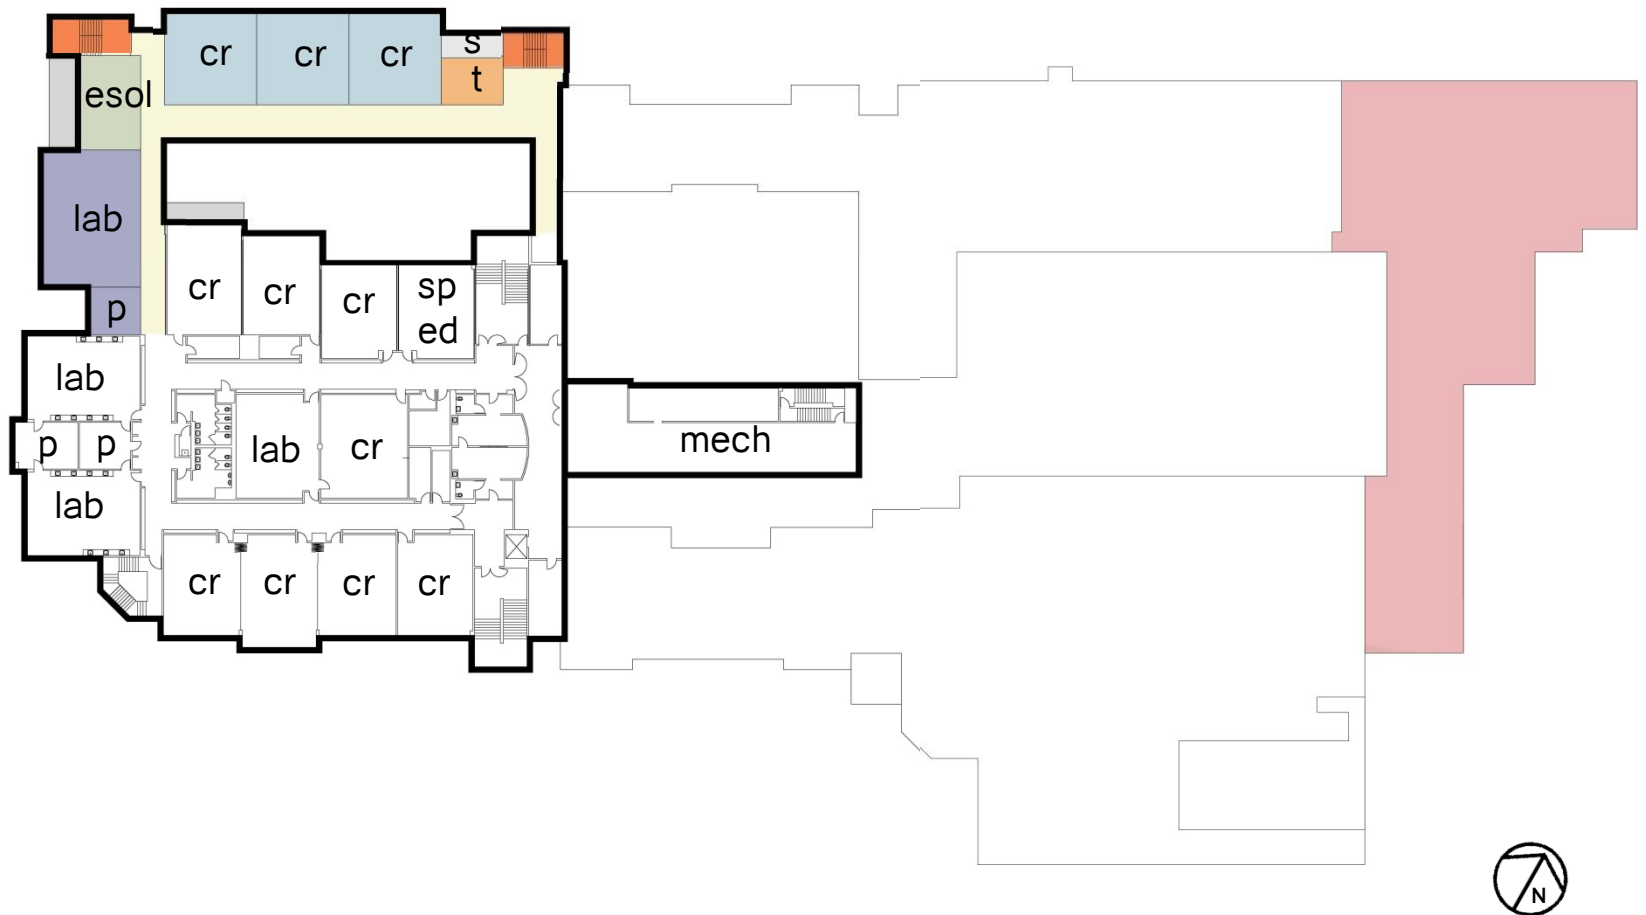 cr cr cr s
t
esol
lab
p
cr cr cr sp
ed
lab
p p lab cr mech
lab
cr cr cr cr
N